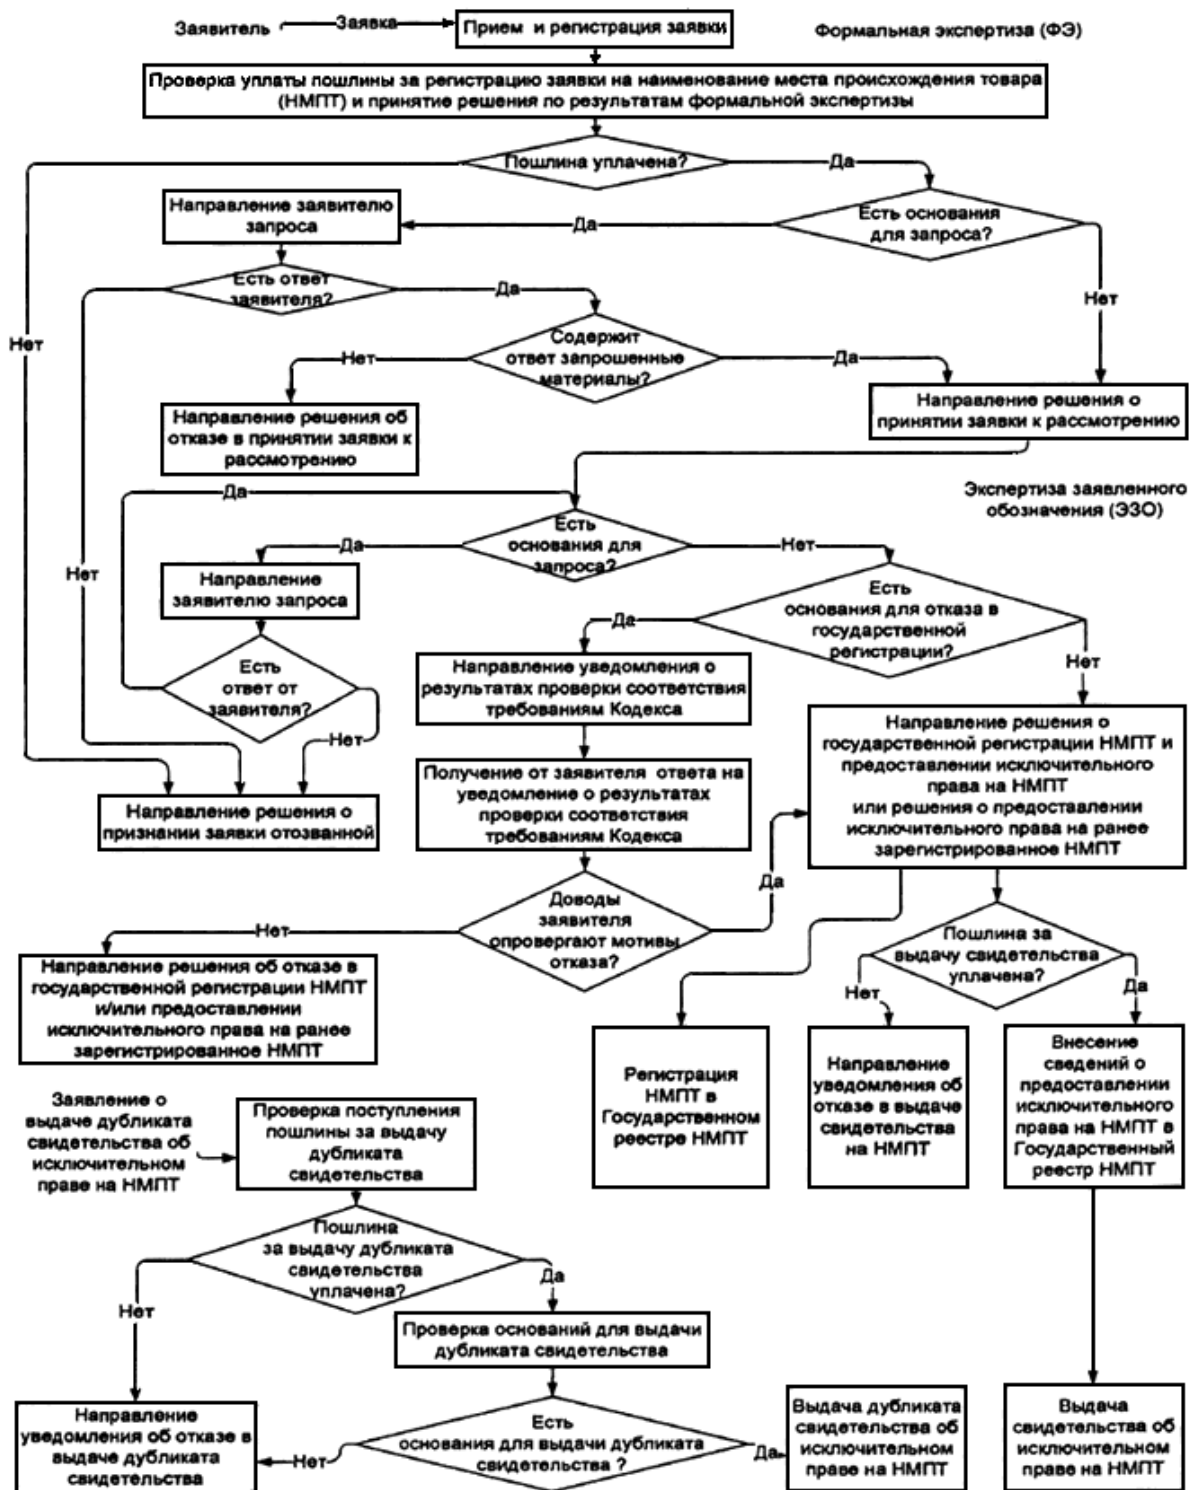 Заявитель
Заявка
Прием и регистрация заявки
Формальная экспертиза (ФЭ)
Проверка уплаты пошлины за регистрацию заявки на наименование места происхождения товара
(НМПТ) и принятие решения по результатам формальной экспертизы
Пошлина уплачена?
Да
Направление заявителю
запроса
Да
Есть основания
для запроса?
Есть ответ
заявителя?
Да
Нет
Нет
Содержит
ответ запрошенные
материалы?
Нет
Да
Направление решения об
отказе в принятии заявки к
рассмотрению
Направление решения о
принятии заявки к рассмотрению
Да
Экспертиза заявленного
обозначения (ЭЗО)
Есть
основания для
запроса?
Да
Нет
Нет
Направление
заявителю запроса
Есть
основания для отказа в
государственной
регистрации?
Да
Нет
Есть
ответ от
заявителя?
Нет
Направление уведомления о
результатах проверки соответствия
требованиям Кодекса
Направление решения о
государственной регистрации НМПТ и
предоставлении исключительного
права на НМПТ
или решения о предоставлении
исключительного права на ранее
зарегистрированное НМПТ
Получение от заявителя ответа на
уведомление о результатах
проверки соответствия
требованиям Кодекса
Направление решения о
признании заявки отозванной
Да
Доводы
заявителя
опровергают мотивы
отказа?
Нет
Пошлина за
выдачу свидетельства
уплачена?
Нет
Да
Направление решения об отказе в
государственной регистрации НМПТ
и/или предоставлении
исключительного права на ранее
зарегистрированное НМПТ
Регистрация
НМПТ в
Государственном
реестре НМПТ
Направление
уведомления об
отказе в выдаче
свидетельства
на НМПТ
Внесение
сведений о
предоставлении
исключительного
права на НМПТ в
Государственный
реестр НМПТ
Заявление о
выдаче дубликата
свидетельства об
исключительном
праве на НМПТ
Проверка поступления
пошлины за выдачу
дубликата
свидетельства
Пошлина
за выдачу дубликата
свидетельства
уплачена?
Да
Нет
Проверка оснований для выдачи
дубликата свидетельства
Направление
уведомления об отказе в
выдаче дубликата
свидетельства
Нет
Есть
основания для выдачи дубликата
свидетельства ?
Да
Выдача дубликата
свидетельства об
исключительном
праве на НМПТ
Выдача
свидетельства об
исключительном
праве на НМПТ